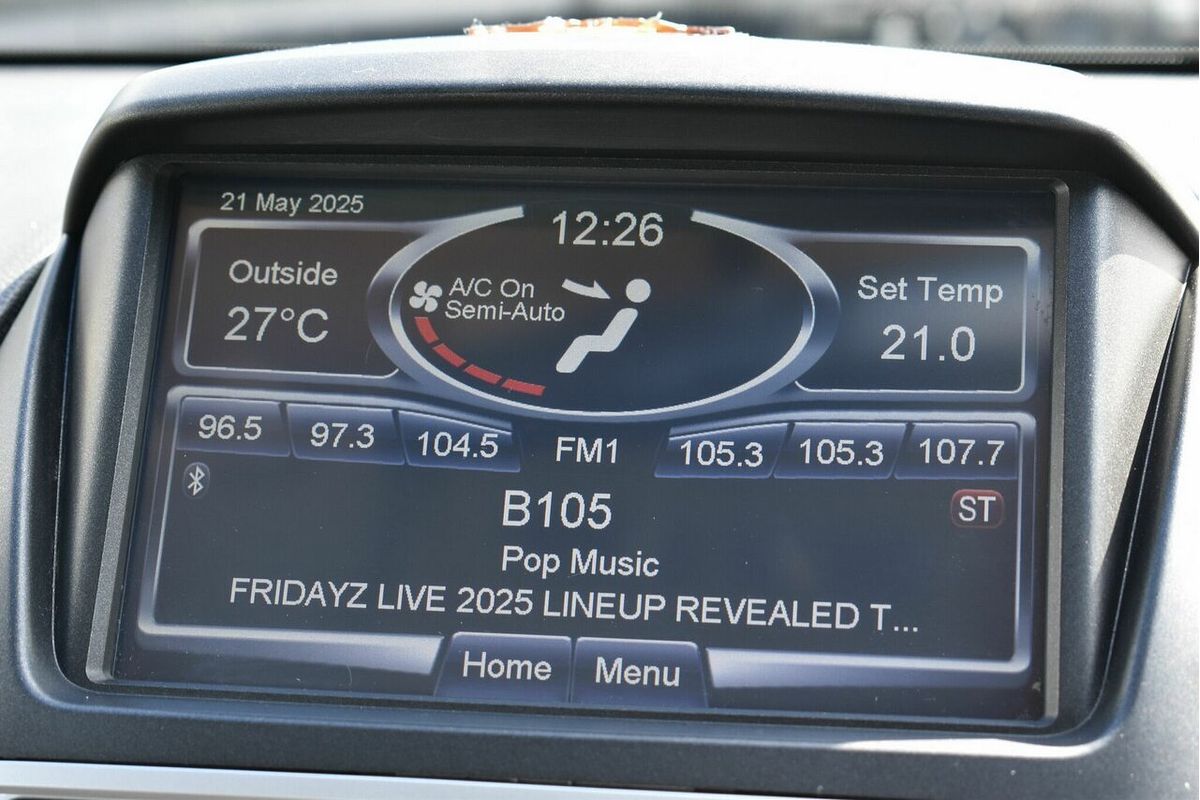 21 May 2025
12:26
Outside
27°C
A/C On
Semi-Auto
Set Temp
21.0
96.5
97.3
104.5
FM1
105.3
105.3
107.7
B105
ST
Pop Music
FRIDAYZ LIVE 2025 LINEUP REVEALED T...
Home
Menu